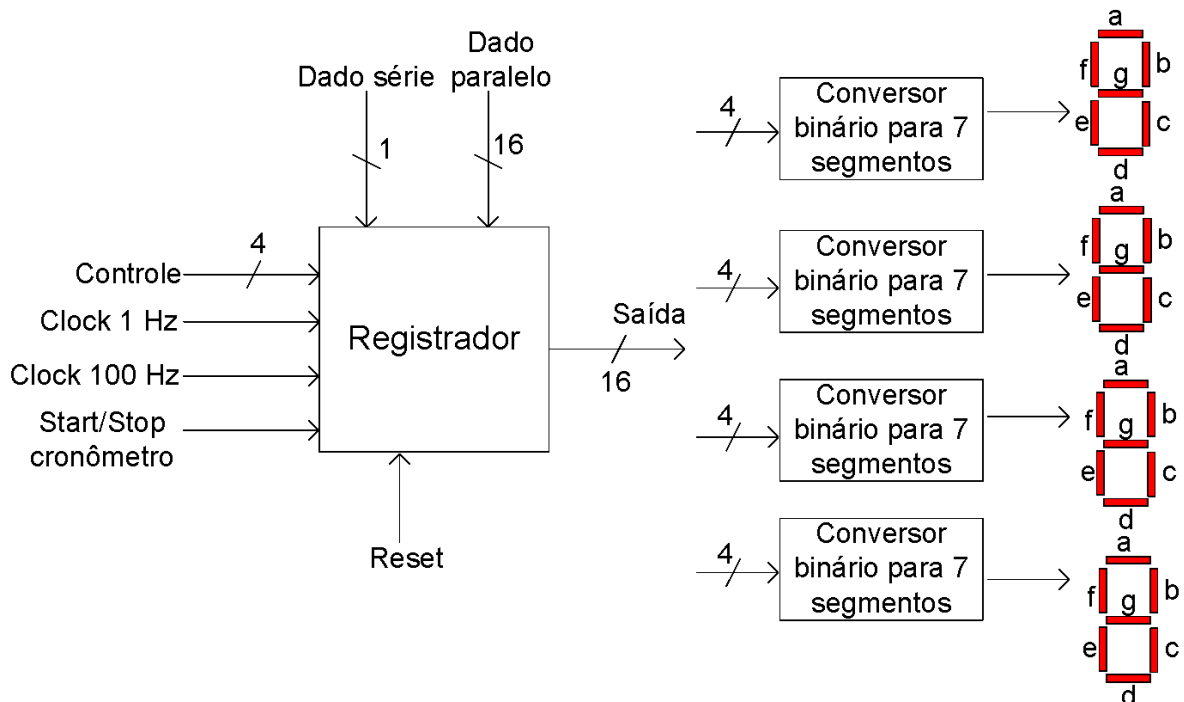 Dado série
1
Dado
paralelo
16
Controle
4
Clock 1 Hz
Clock 100 Hz
Start/Stop
cronômetro
Registrador
Reset
Saída
16
4
Conversor
binário para 7
segmentos
a
f
g
b
e
c
d
4
Conversor
binário para 7
segmentos
a
f
g
b
e
c
d
4
Conversor
binário para 7
segmentos
a
f
g
b
e
c
d
4
Conversor
binário para 7
segmentos
a
f
g
b
e
c
d